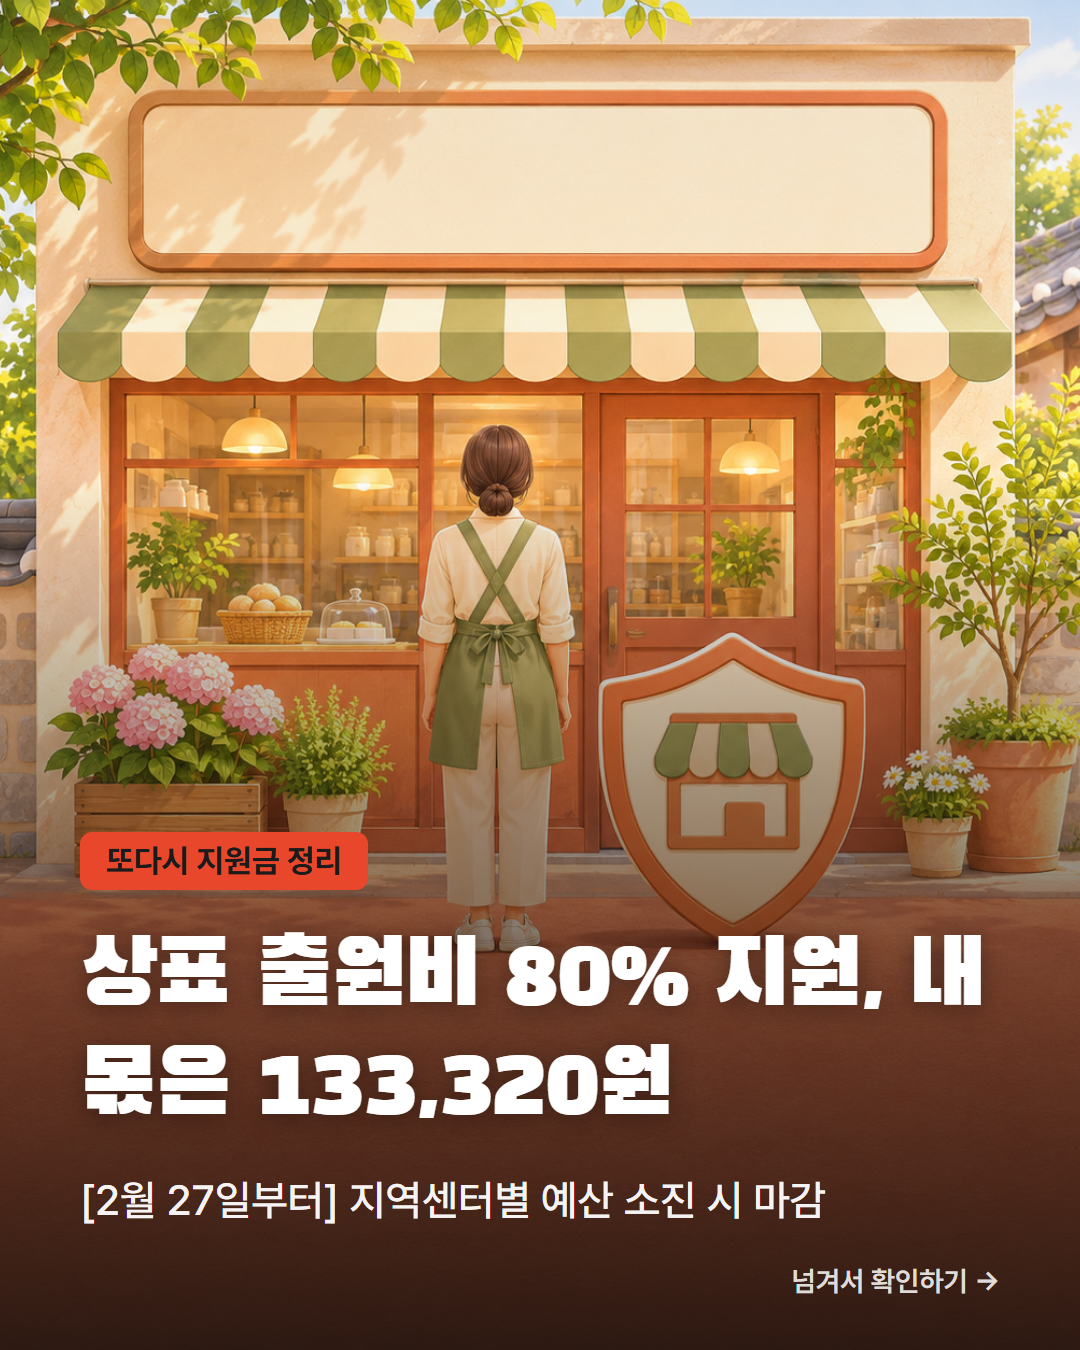 또다시 지원금 정리
상표 출원비 80% 지원, 내
몫은 133,320원
[2월 27일부터] 지역센터별 예산 소진 시 마감
넘겨서 확인하기 →